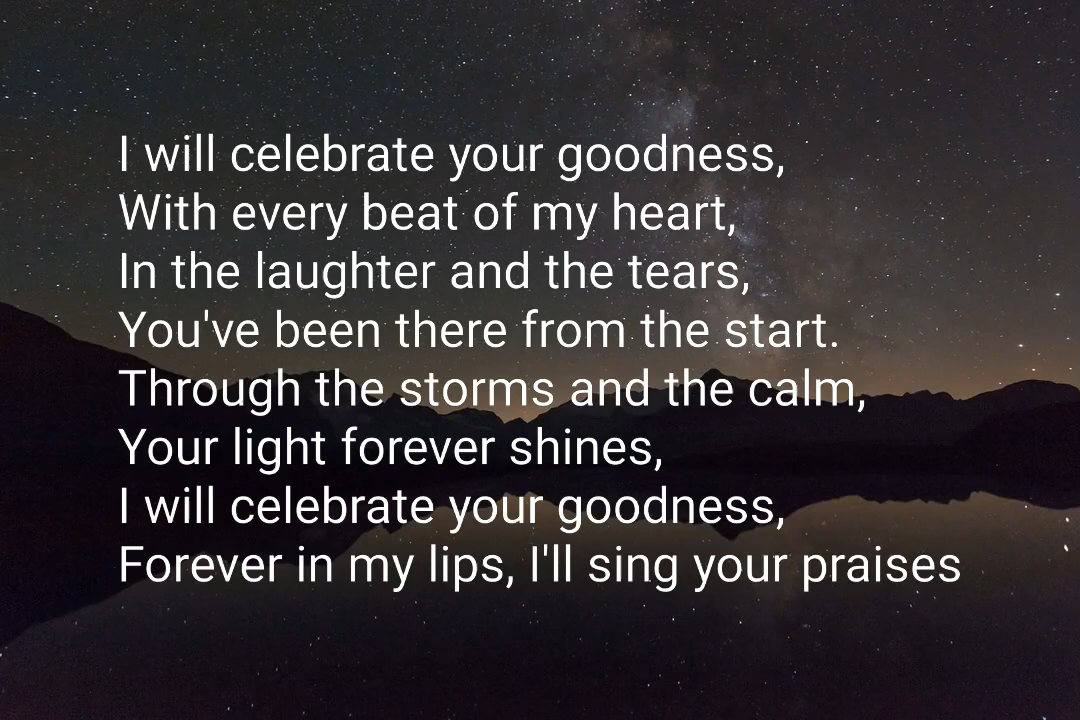 I will celebrate your goodness,
With every beat of my heart,
In the laughter and the tears,
You've been there from the start.
Through the storms and the calm,
Your light forever shines,
I will celebrate your goodness,
Forever in my lips, I'll sing your praises